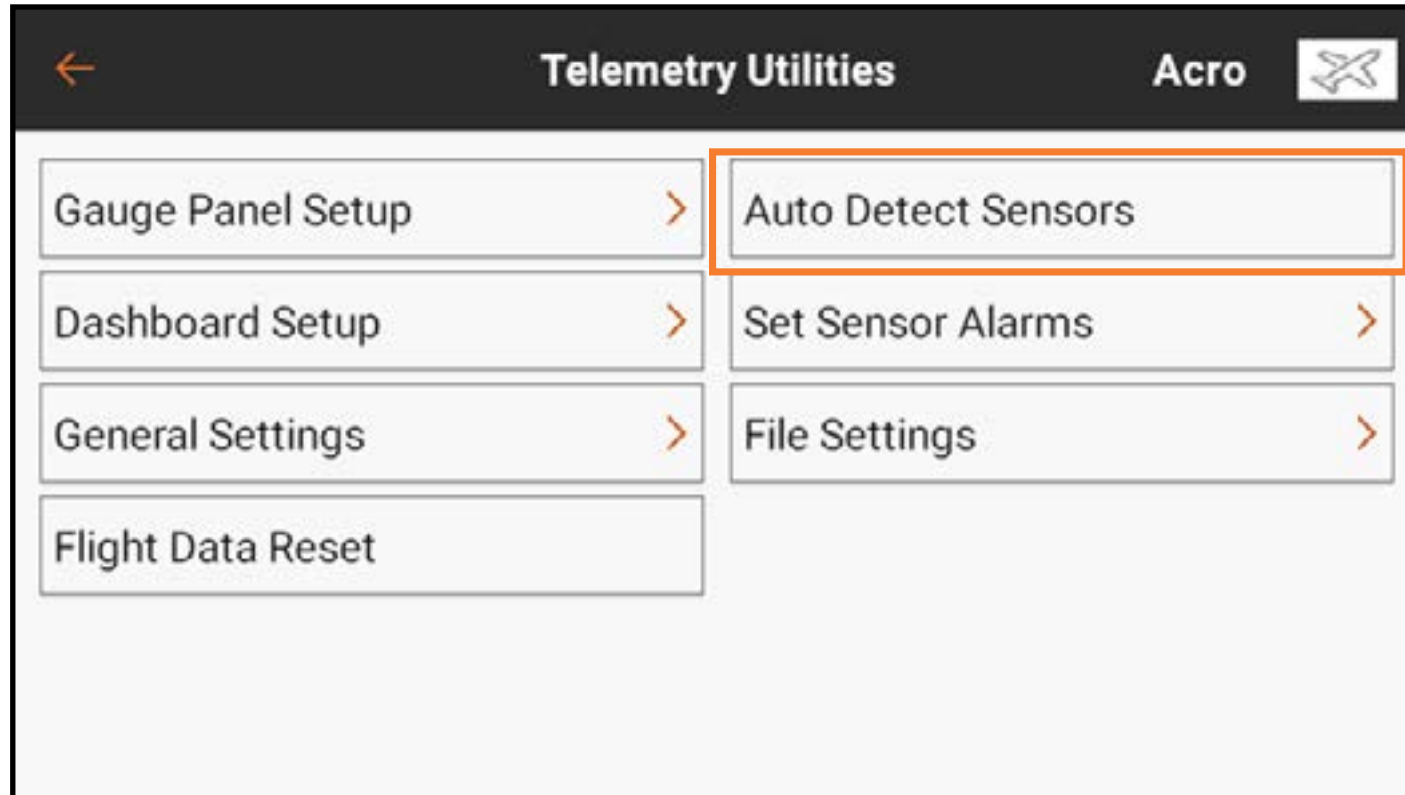 Telemetry Utilities
Acro
Gauge Panel Setup
Auto Detect Sensors
Dashboard Setup
Set Sensor Alarms
General Settings
File Settings
Flight Data Reset